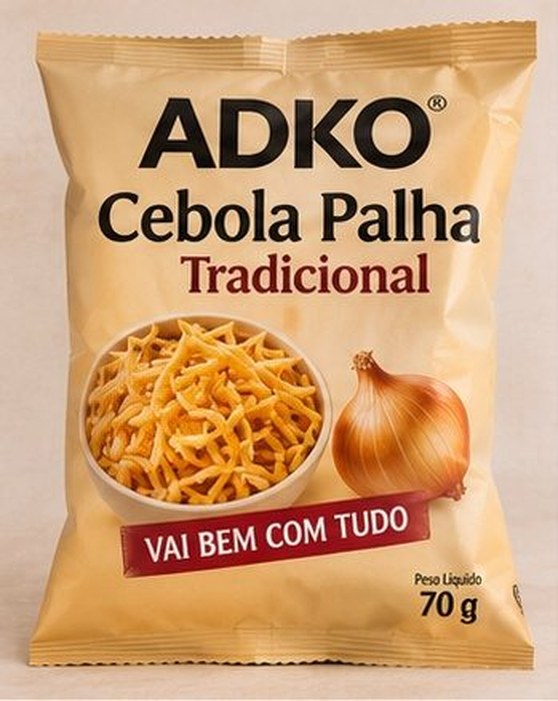 ADKO®
Cebola Palha
Tradicional
VAI BEM COM TUDO
Peso Líquido
70 g